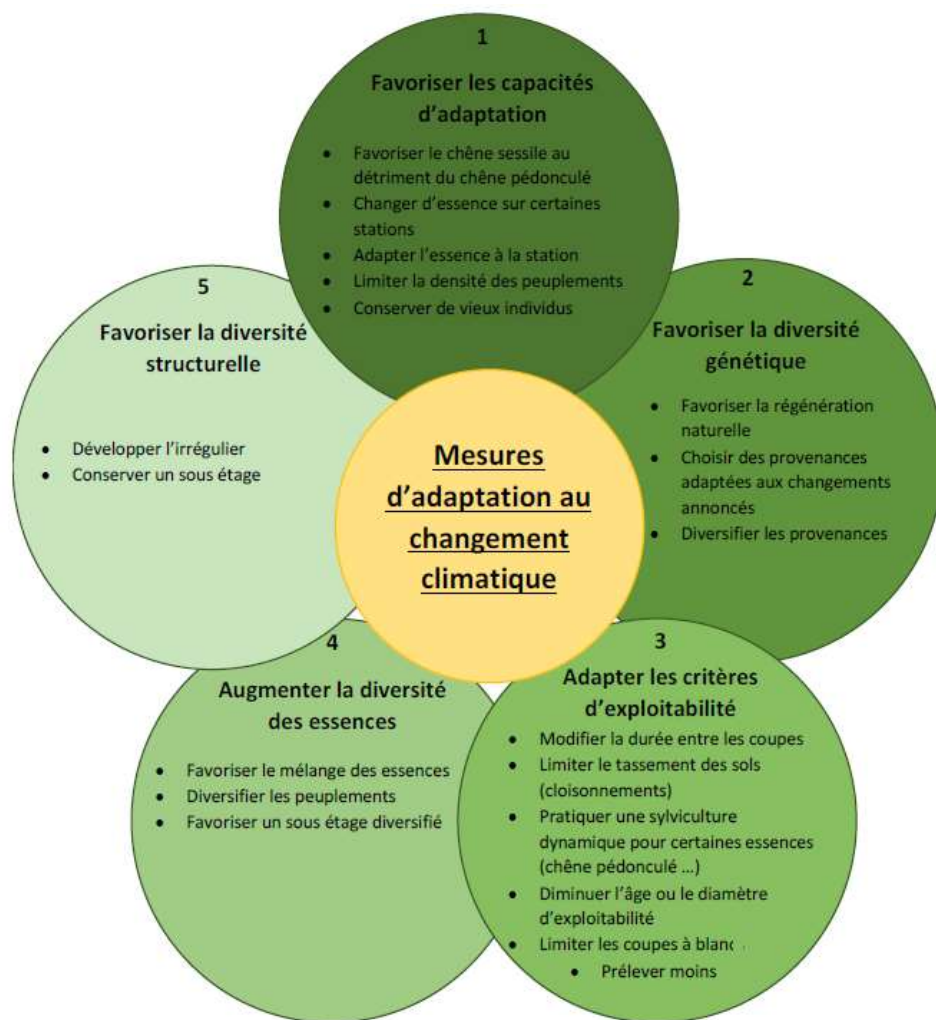 1
Favoriser les capacités
d’adaptation
• Favoriser le chêne sessile au
détriment du chêne pédonculé
• Changer d’essence sur certaines
stations
• Adapter l’essence à la station
• Limiter la densité des peuplements
• Conserver de vieux individus
2
Favoriser la diversité
génétique
• Favoriser la régénération
naturelle
• Choisir des provenances
adaptées aux changements
annoncés
• Diversifier les provenances
3
Adapter les critères
d’exploitabilité
• Modifier la durée entre les coupes
• Limiter le tassement des sols
(cloisonnements)
• Pratiquer une sylviculture
dynamique pour certaines essences
(chêne pédonculé ...)
• Diminuer l’âge ou le diamètre
d’exploitabilité
• Limiter les coupes à blanc
• Prélever moins
4
Augmenter la diversité
des essences
• Favoriser le mélange des essences
• Diversifier les peuplements
• Favoriser un sous étage diversifié
5
Favoriser la diversité
structurelle
• Développer l’irrégulier
• Conserver un sous étage
Mesures
d’adaptation au
changement
climatique